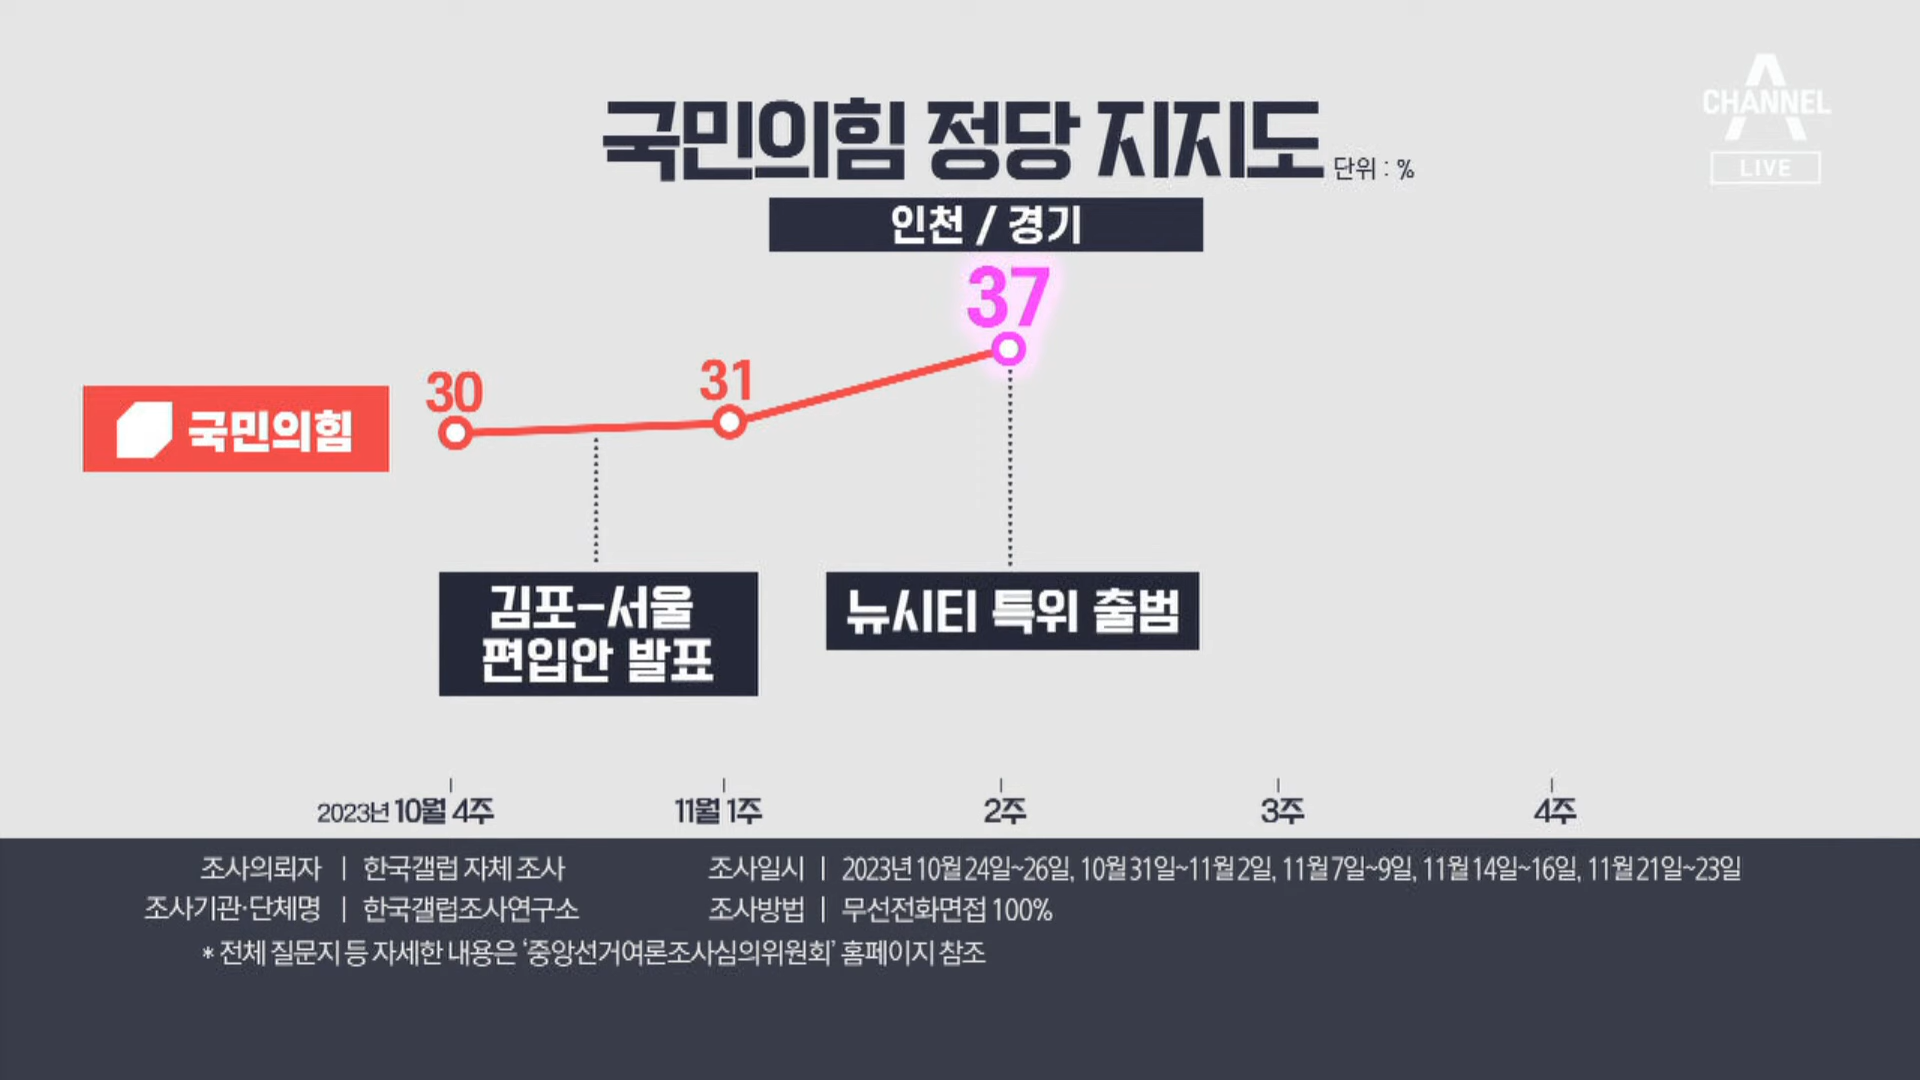 국민의힘 정당 지지도 단위 : %
CHANNEL A
LIVE
인천 / 경기
37
31
30
국민의힘
김포-서울
편입안 발표
뉴시티 특위 출범
2023년 10월 4주
11월 1주
2주
3주
4주
조사의뢰자 | 한국갤럽 자체 조사
조사일시 | 2023년 10월 24일~26일, 10월 31일~11월 2일, 11월 7일~9일, 11월 14일~16일, 11월 21일~23일
조사기관·단체명 | 한국갤럽조사연구소
조사방법 | 무선전화면접 100%
* 전체 질문지 등 자세한 내용은 ‘중앙선거여론조사심의위원회’ 홈페이지 참조